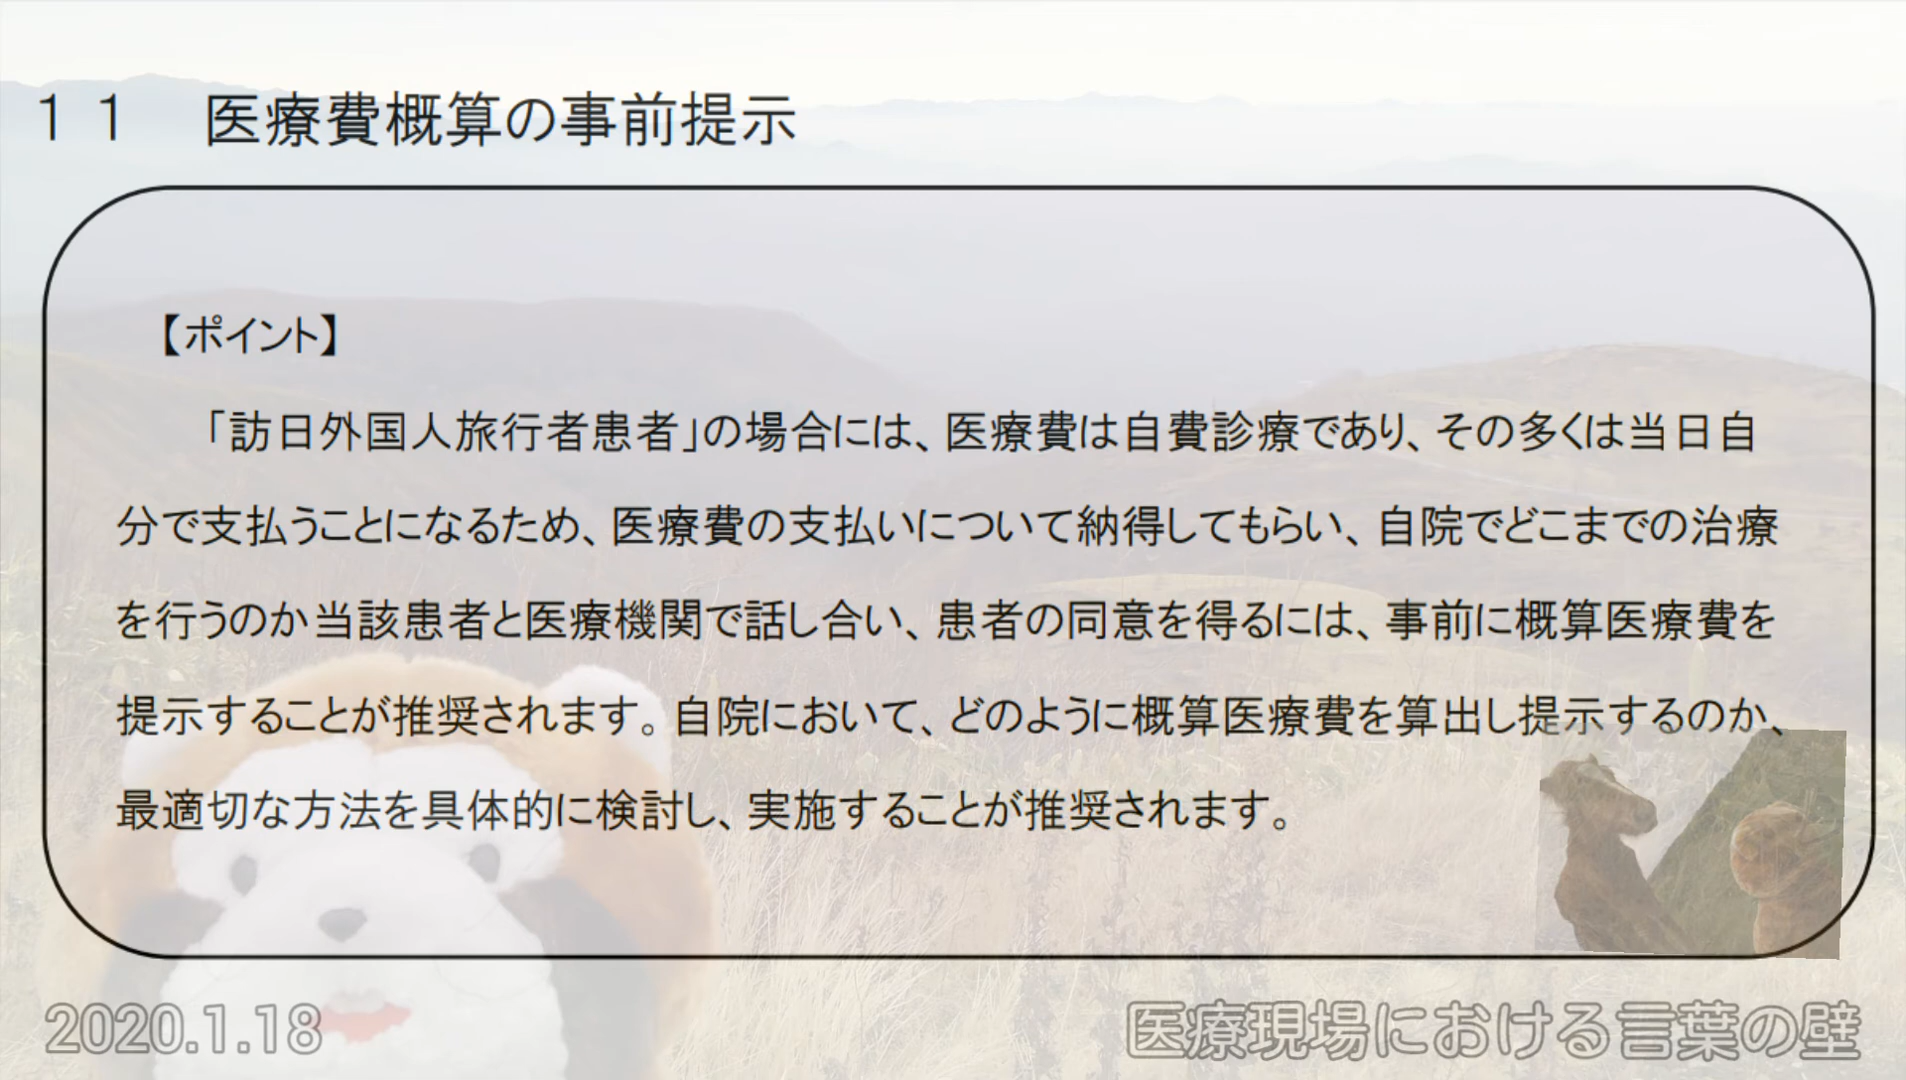 １１　医療費概算の事前提示
【ポイント】
「訪日外国人旅行者患者」の場合には、医療費は自費診療であり、その多くは当日自
分で支払うことになるため、医療費の支払いについて納得してもらい、自院でどこまでの治療
を行うのか当該患者と医療機関で話し合い、患者の同意を得るには、事前に概算医療費を
提示することが推奨されます。自院において、どのように概算医療費を算出し提示するのか、
最適切な方法を具体的に検討し、実施することが推奨されます。
2020.1.18
医療現場における言葉の壁